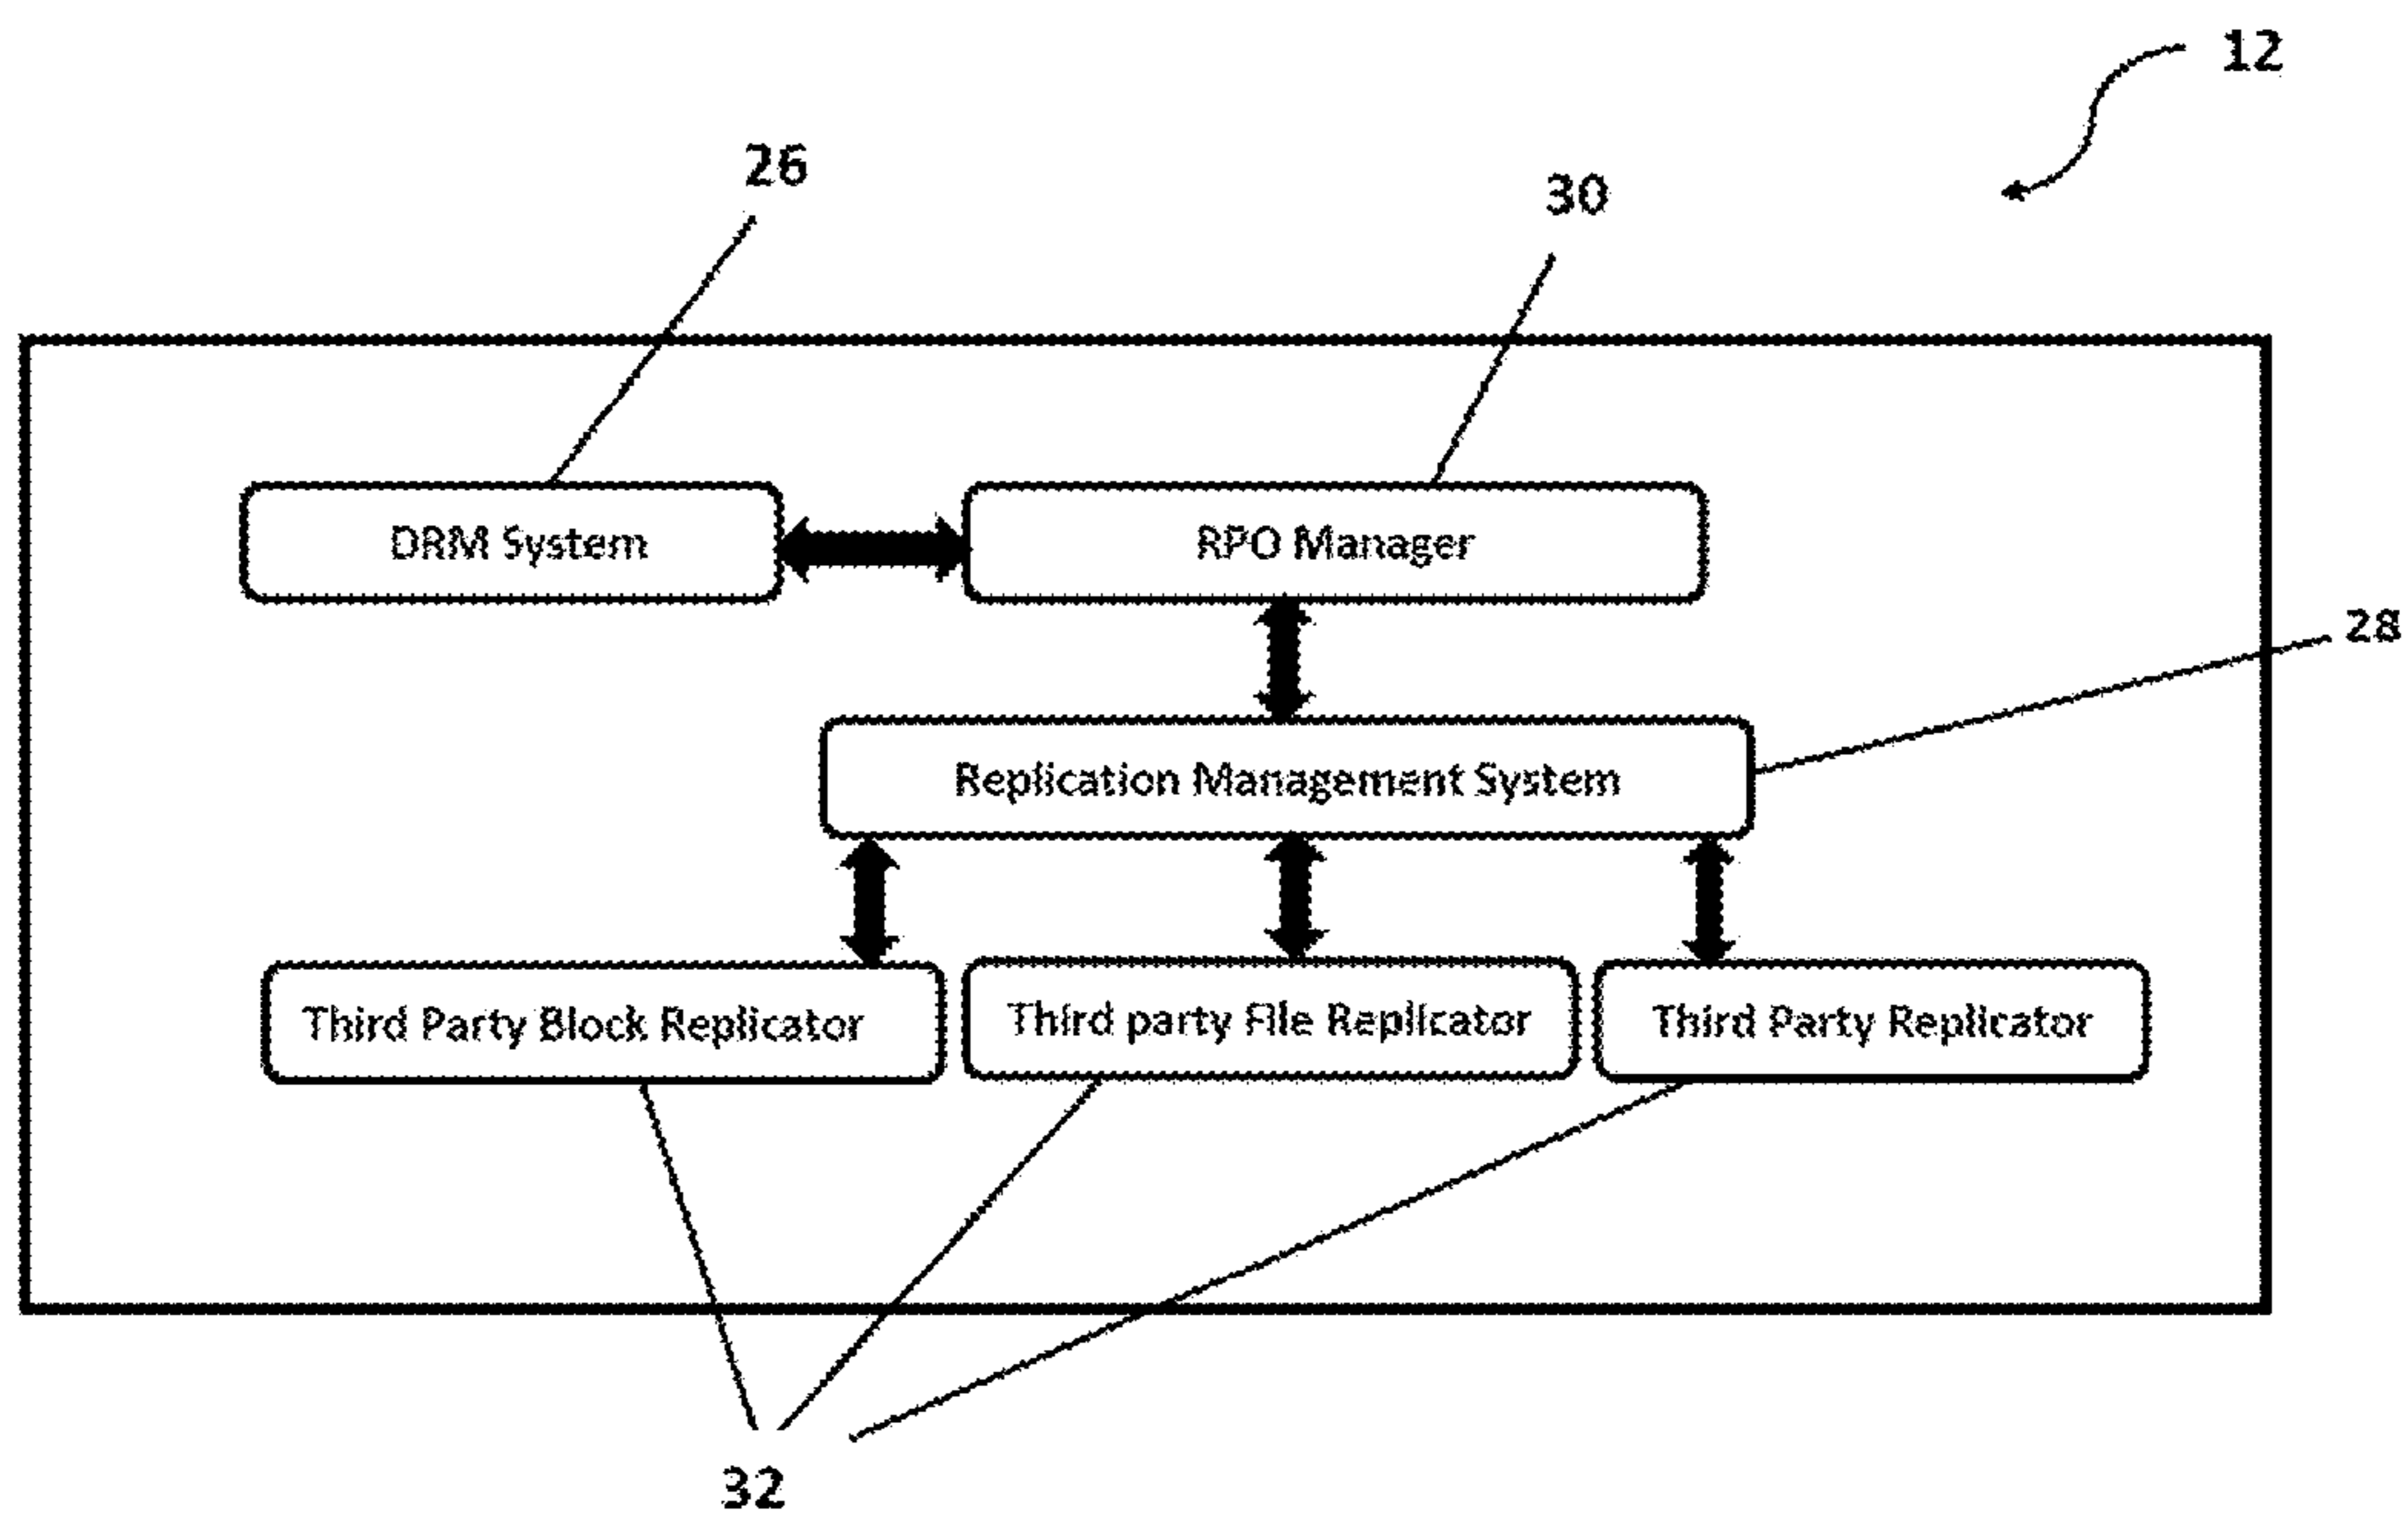 12
26
30
DRM System
RPO Manager
28
Replication Management System
Third Party Block Replicator
Third party File Replicator
Third Party Replicator
32